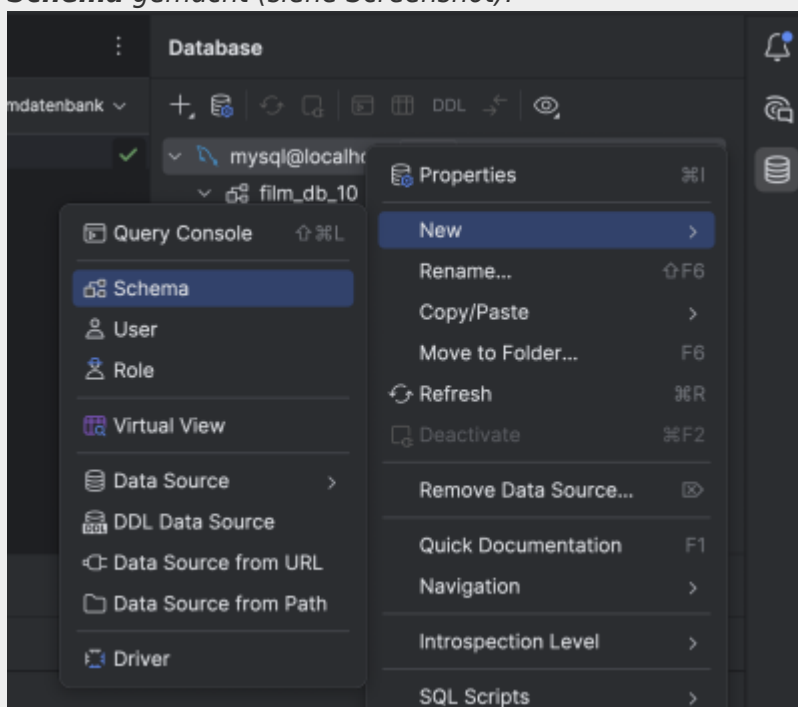 Schema gemacht (siehe Screenshot):
Database
mdatenbank
DDL
mysql@localho
film_db_10
Properties ⌘I
New
Rename... ⇧F6
Copy/Paste
Move to Folder... F6
Refresh ⌘R
Deactivate ⌘F2
Remove Data Source... ⌦
Quick Documentation F1
Navigation
Introspection Level
SQL Scripts
Query Console ⇧⌘L
Schema
User
Role
Virtual View
Data Source
DDL Data Source
Data Source from URL
Data Source from Path
Driver